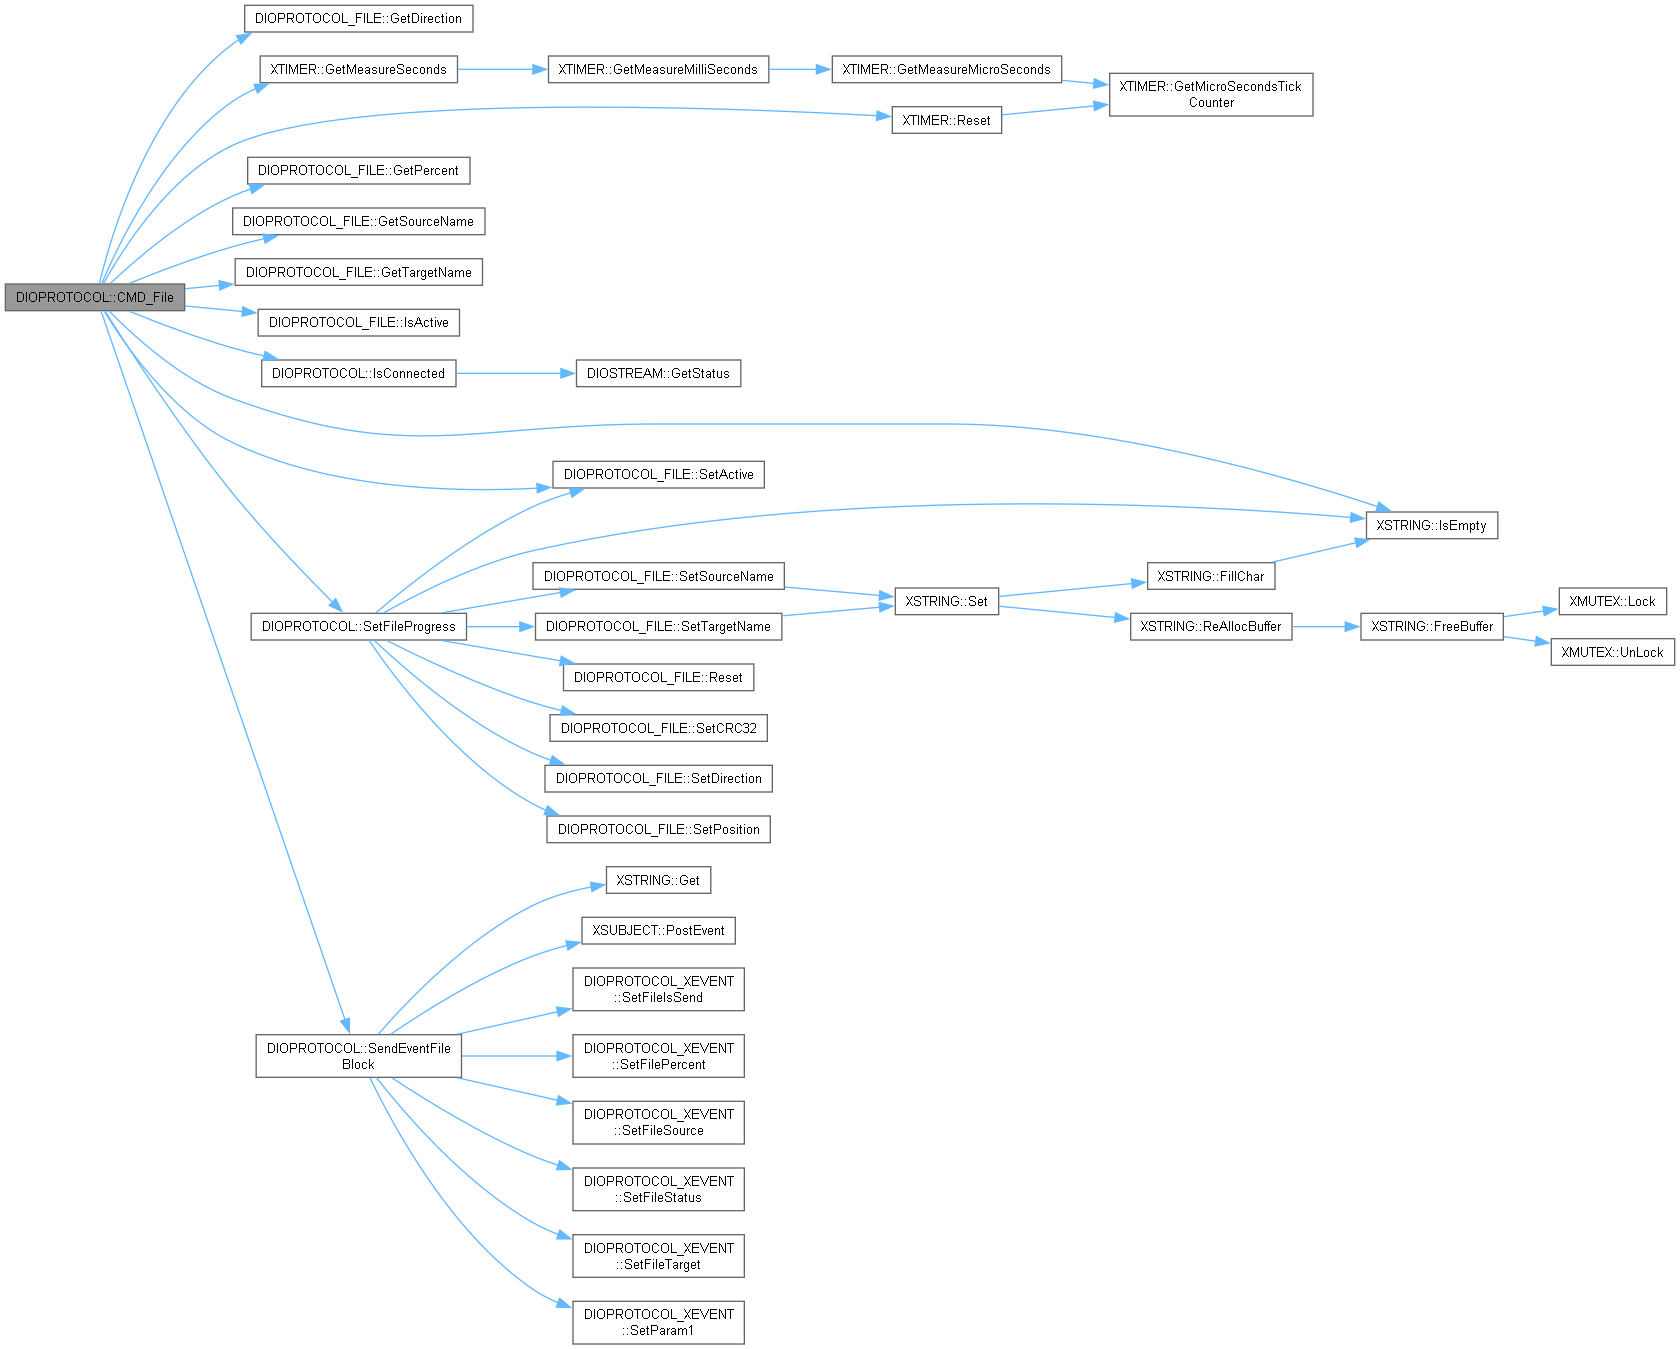 DIOPROTOCOL_FILE::GetDirection
XTIMER::GetMeasureSeconds
XTIMER::GetMeasureMilliSeconds
XTIMER::GetMeasureMicroSeconds
XTIMER::GetMicroSecondsTick
Counter
XTIMER::Reset
DIOPROTOCOL_FILE::GetPercent
DIOPROTOCOL_FILE::GetSourceName
DIOPROTOCOL_FILE::GetTargetName
DIOPROTOCOL::CMD_File
DIOPROTOCOL_FILE::IsActive
DIOPROTOCOL::IsConnected
DIOSTREAM::GetStatus
DIOPROTOCOL_FILE::SetActive
XSTRING::IsEmpty
DIOPROTOCOL_FILE::SetSourceName
XSTRING::FillChar
XSTRING::Set
XMUTEX::Lock
DIOPROTOCOL::SetFileProgress
DIOPROTOCOL_FILE::SetTargetName
XSTRING::ReAllocBuffer
XSTRING::FreeBuffer
XMUTEX::UnLock
DIOPROTOCOL_FILE::Reset
DIOPROTOCOL_FILE::SetCRC32
DIOPROTOCOL_FILE::SetDirection
DIOPROTOCOL_FILE::SetPosition
XSTRING::Get
XSUBJECT::PostEvent
DIOPROTOCOL_XEVENT
::SetFileIsSend
DIOPROTOCOL::SendEventFile
Block
DIOPROTOCOL_XEVENT
::SetFilePercent
DIOPROTOCOL_XEVENT
::SetFileSource
DIOPROTOCOL_XEVENT
::SetFileStatus
DIOPROTOCOL_XEVENT
::SetFileTarget
DIOPROTOCOL_XEVENT
::SetParam1